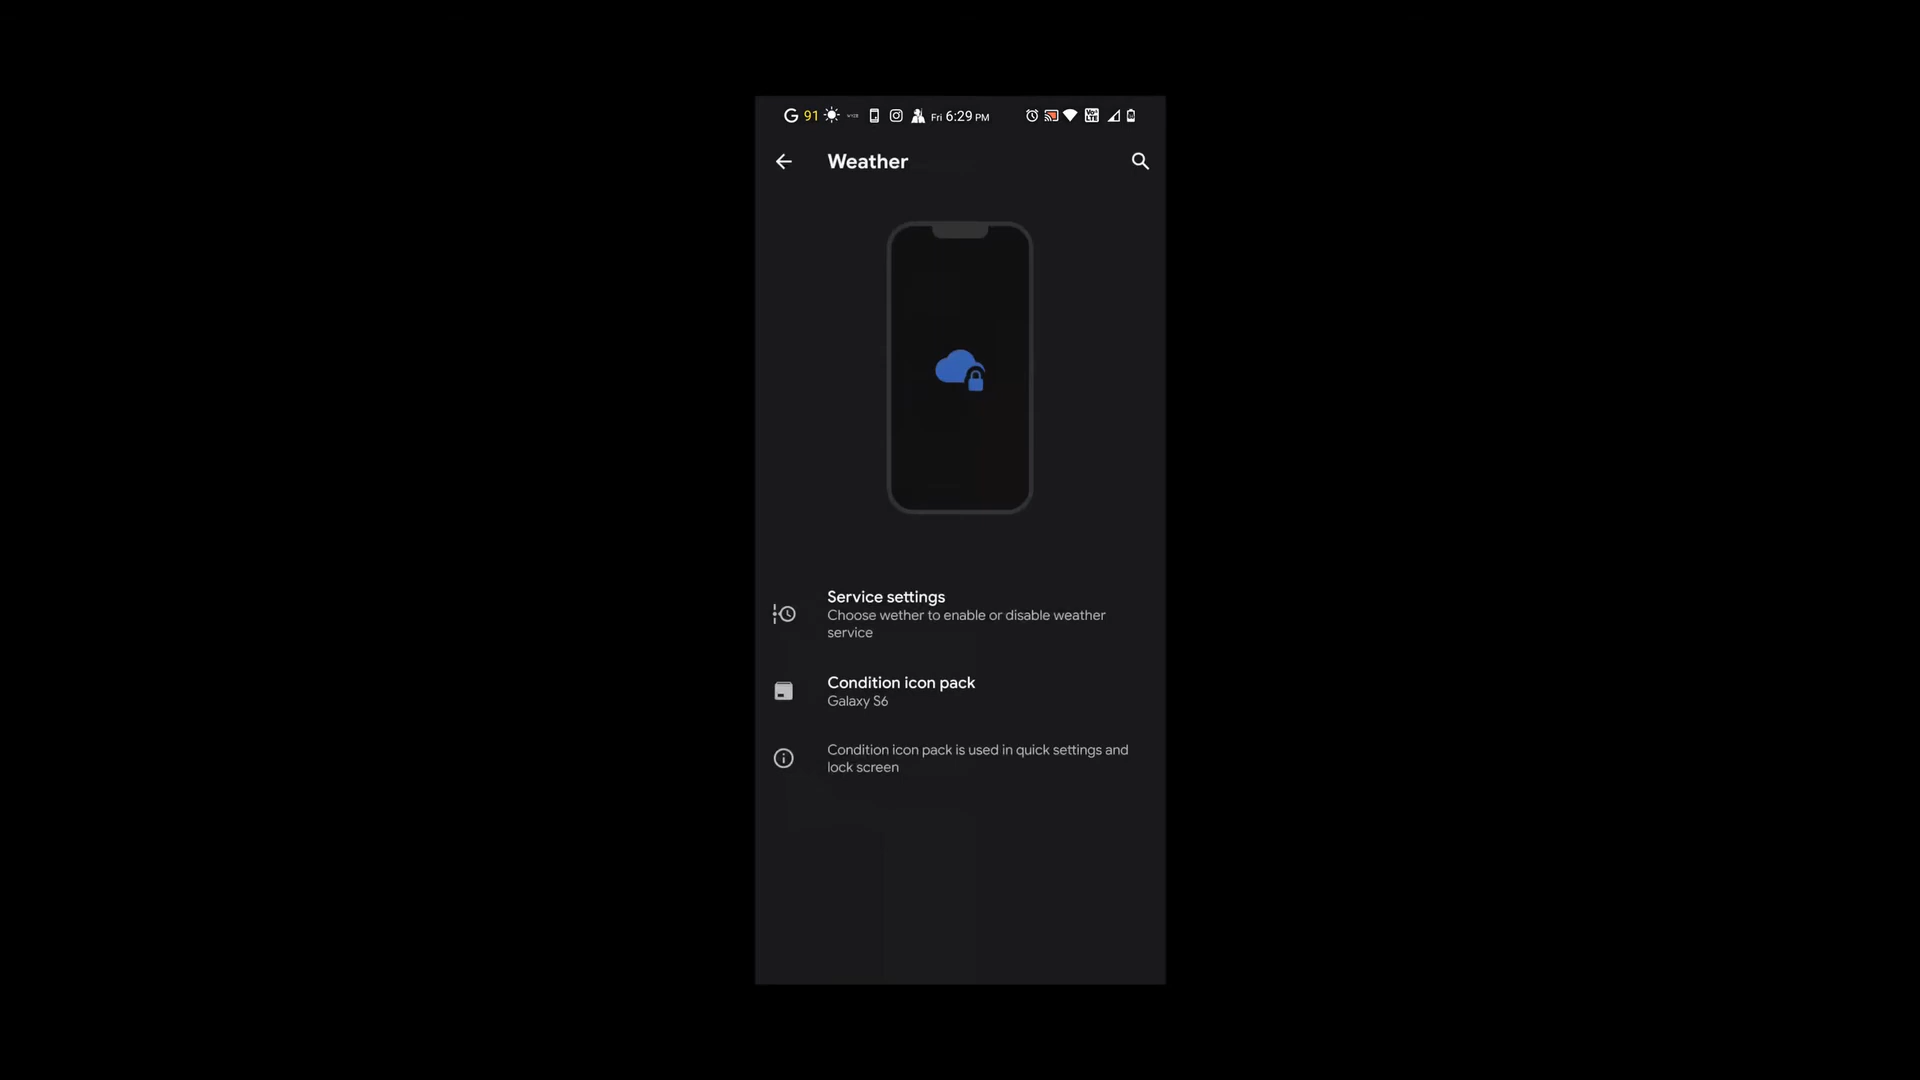 G 91 Fri 6:29 PM
Weather
Service settings
Choose wether to enable or disable weather
service
Condition icon pack
Galaxy S6
Condition icon pack is used in quick settings and
lock screen